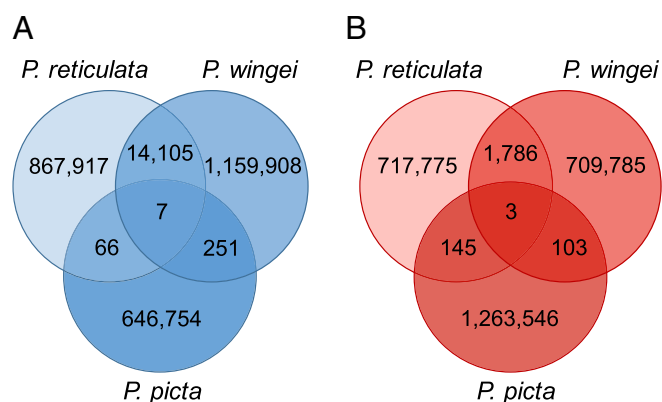 A
B
P. reticulata P. wingei
P. reticulata P. wingei
867,917 14,105 1,159,908
717,775 1,786 709,785
7
3
66 251
145 103
646,754
1,263,546
P. picta
P. picta